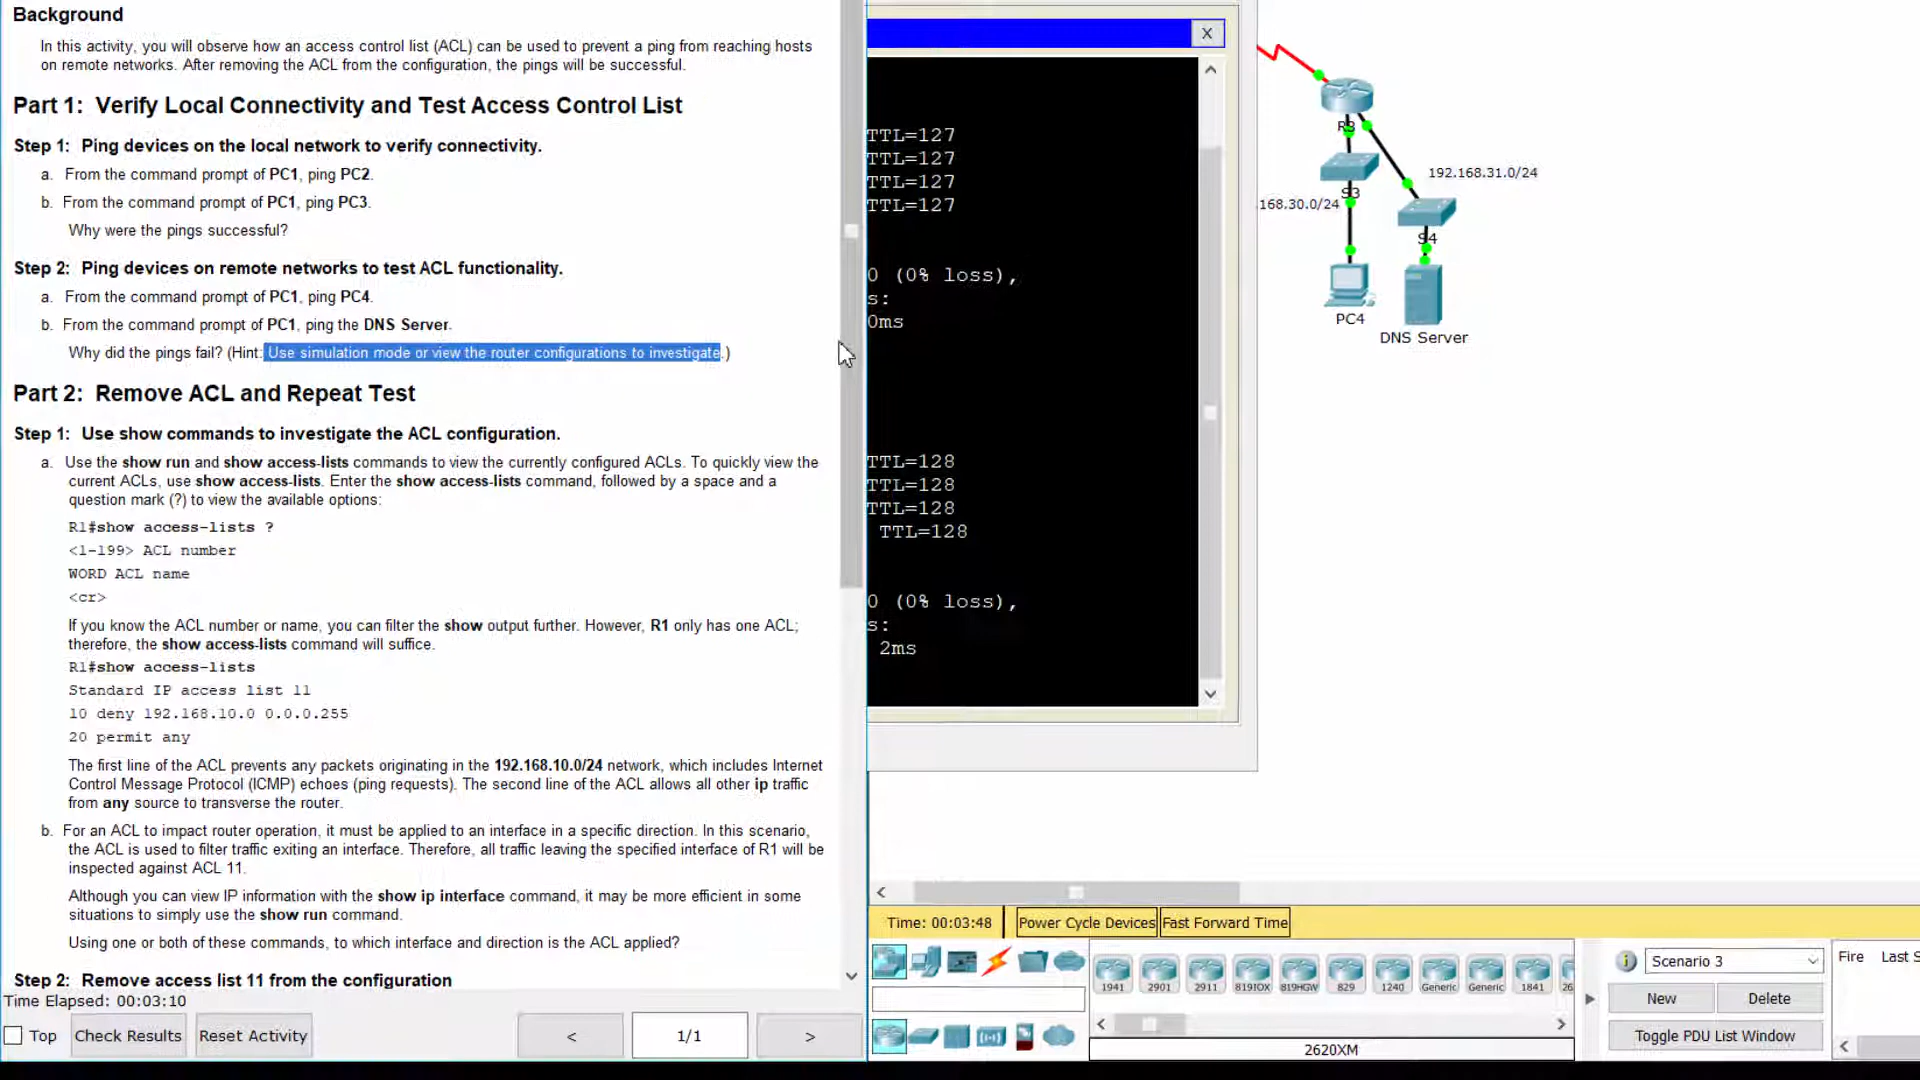 Background
In this activity, you will observe how an access control list (ACL) can be used to prevent a ping from reaching hosts
on remote networks. After removing the ACL from the configuration, the pings will be successful.
Part 1: Verify Local Connectivity and Test Access Control List
Step 1: Ping devices on the local network to verify connectivity.
a. From the command prompt of PC1, ping PC2.
b. From the command prompt of PC1, ping PC3.
Why were the pings successful?
Step 2: Ping devices on remote networks to test ACL functionality.
a. From the command prompt of PC1, ping PC4.
b. From the command prompt of PC1, ping the DNS Server.
Why did the pings fail? (Hint: Use simulation mode or view the router configurations to investigate.)
Part 2: Remove ACL and Repeat Test
Step 1: Use show commands to investigate the ACL configuration.
a. Use the show run and show access-lists commands to view the currently configured ACLs. To quickly view the
current ACLs, use show access-lists. Enter the show access-lists command, followed by a space and a
question mark (?) to view the available options:
R1#show access-lists ?
<1-199> ACL number
WORD ACL name
<cr>
If you know the ACL number or name, you can filter the show output further. However, R1 only has one ACL;
therefore, the show access-lists command will suffice.
R1#show access-lists
Standard IP access list 11
10 deny 192.168.10.0 0.0.0.255
20 permit any
The first line of the ACL prevents any packets originating in the 192.168.10.0/24 network, which includes Internet
Control Message Protocol (ICMP) echoes (ping requests). The second line of the ACL allows all other ip traffic
from any source to transverse the router.
b. For an ACL to impact router operation, it must be applied to an interface in a specific direction. In this scenario,
the ACL is used to filter traffic exiting an interface. Therefore, all traffic leaving the specified interface of R1 will be
inspected against ACL 11.
Although you can view IP information with the show ip interface command, it may be more efficient in some
situations to simply use the show run command.
Using one or both of these commands, to which interface and direction is the ACL applied?
Step 2: Remove access list 11 from the configuration
Time Elapsed: 00:03:10
Top
Check Results
Reset Activity
<
1/1
>
X
TTL=127
TTL=127
TTL=127
TTL=127
0 (0% loss),
s:
0ms
TTL=128
TTL=128
TTL=128
TTL=128
0 (0% loss),
s:
2ms
R3
192.168.31.0/24
S3
.168.30.0/24
S4
PC4
DNS Server
Time: 00:03:48
Power Cycle Devices
Fast Forward Time
1941
2901
2911
819IOX
819HGW
829
1240
Generic
Generic
1841
26
2620XM
Scenario 3
New
Delete
Toggle PDU List Window
Fire
Last S